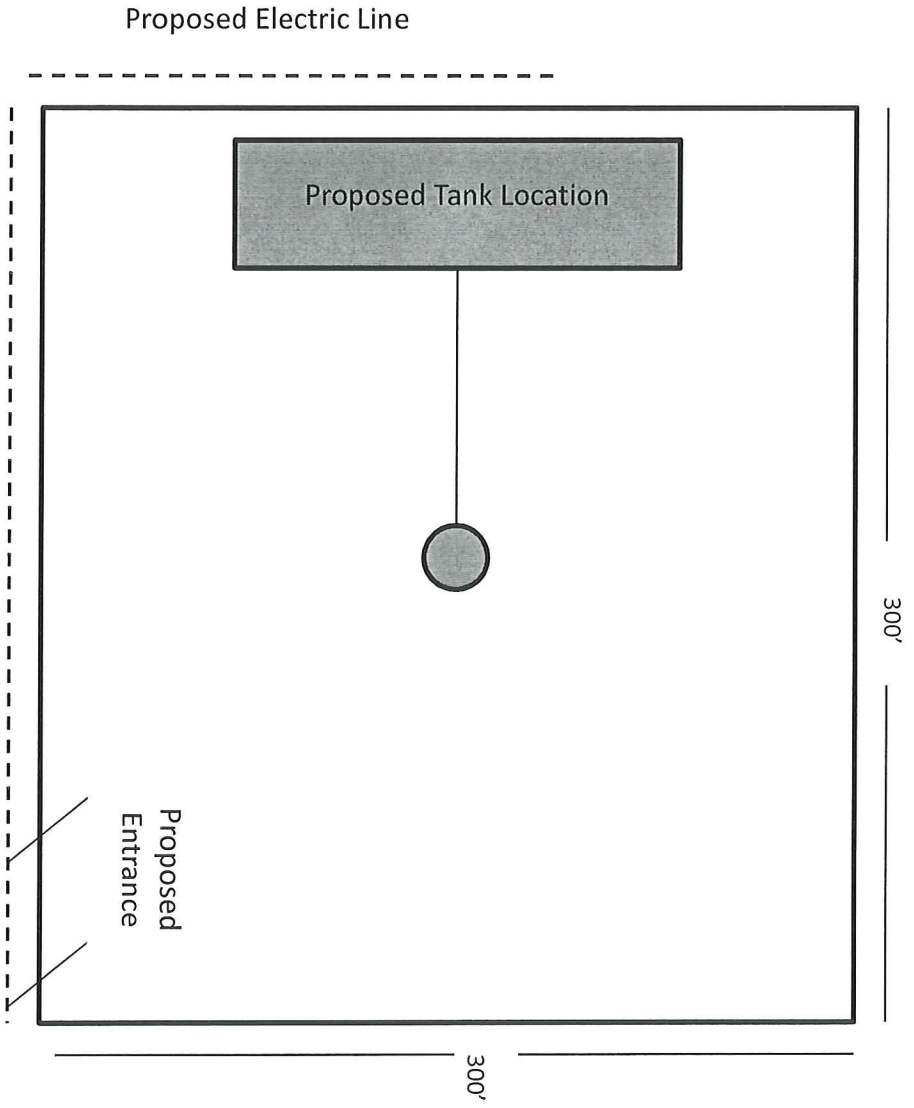 Proposed Electric Line
Proposed Tank Location
300’
Proposed
Entrance
300’